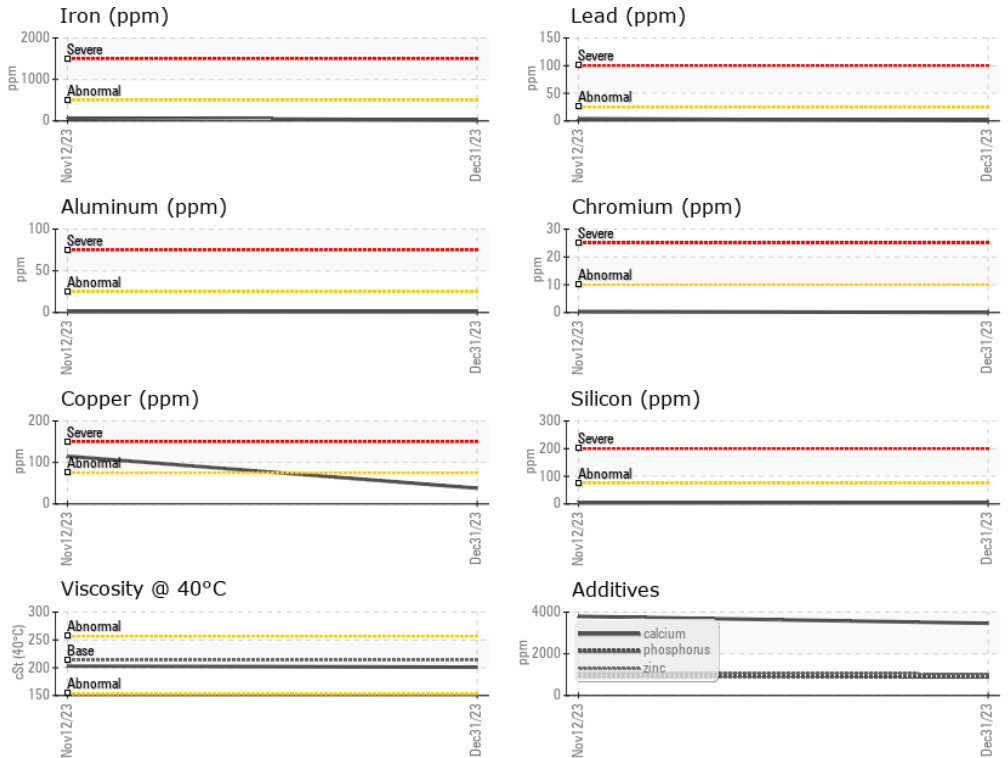 Iron (ppm)
2000
1000
0
ppm
Severe
Abnormal
Nov12/23
Dec31/23
Lead (ppm)
150
100
50
0
ppm
Severe
Abnormal
Nov12/23
Dec31/23
Aluminum (ppm)
100
50
0
ppm
Severe
Abnormal
Nov12/23
Dec31/23
Chromium (ppm)
30
20
10
0
ppm
Severe
Abnormal
Nov12/23
Dec31/23
Copper (ppm)
200
100
0
ppm
Severe
Abnormal
Nov12/23
Dec31/23
Silicon (ppm)
300
200
100
0
ppm
Severe
Abnormal
Nov12/23
Dec31/23
Viscosity @ 40°C
300
250
200
150
cSt (40°C)
Abnormal
Base
Abnormal
Nov12/23
Dec31/23
Additives
4000
2000
0
ppm
calcium
phosphorus
zinc
Nov12/23
Dec31/23